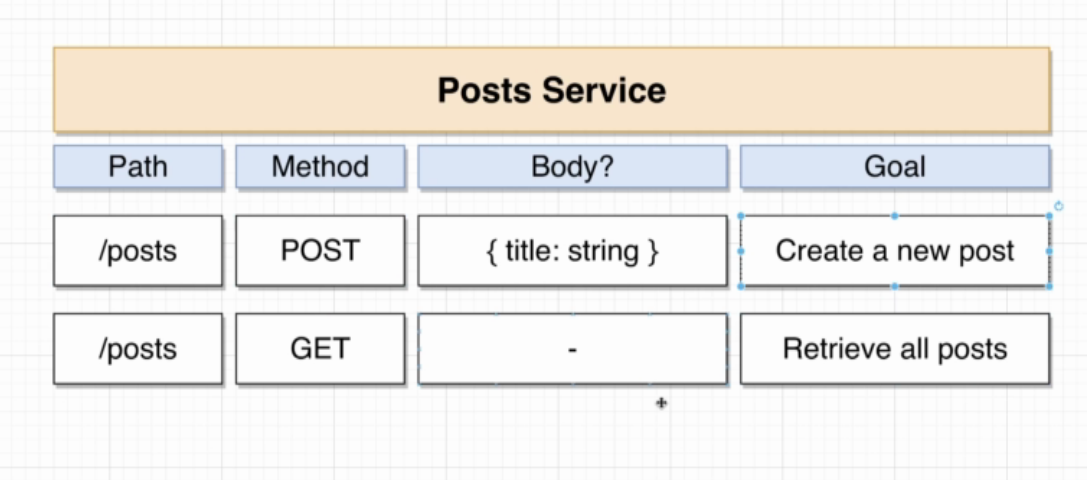 Posts Service
Path Method Body? Goal
/posts POST { title: string } Create a new post
/posts GET - Retrieve all posts